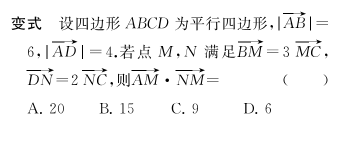 变式 设四边形 ABCD 为平行四边形,|$\overrightarrow{AB}$|=
6,|$\overrightarrow{AD}$|=4.若点 M,N 满足$\overrightarrow{BM}$=3 $\overrightarrow{MC}$,
$\overrightarrow{DN}$=2 $\overrightarrow{NC}$,则$\overrightarrow{AM}$·$\overrightarrow{NM}$= ( )
A. 20 B. 15 C. 9 D. 6